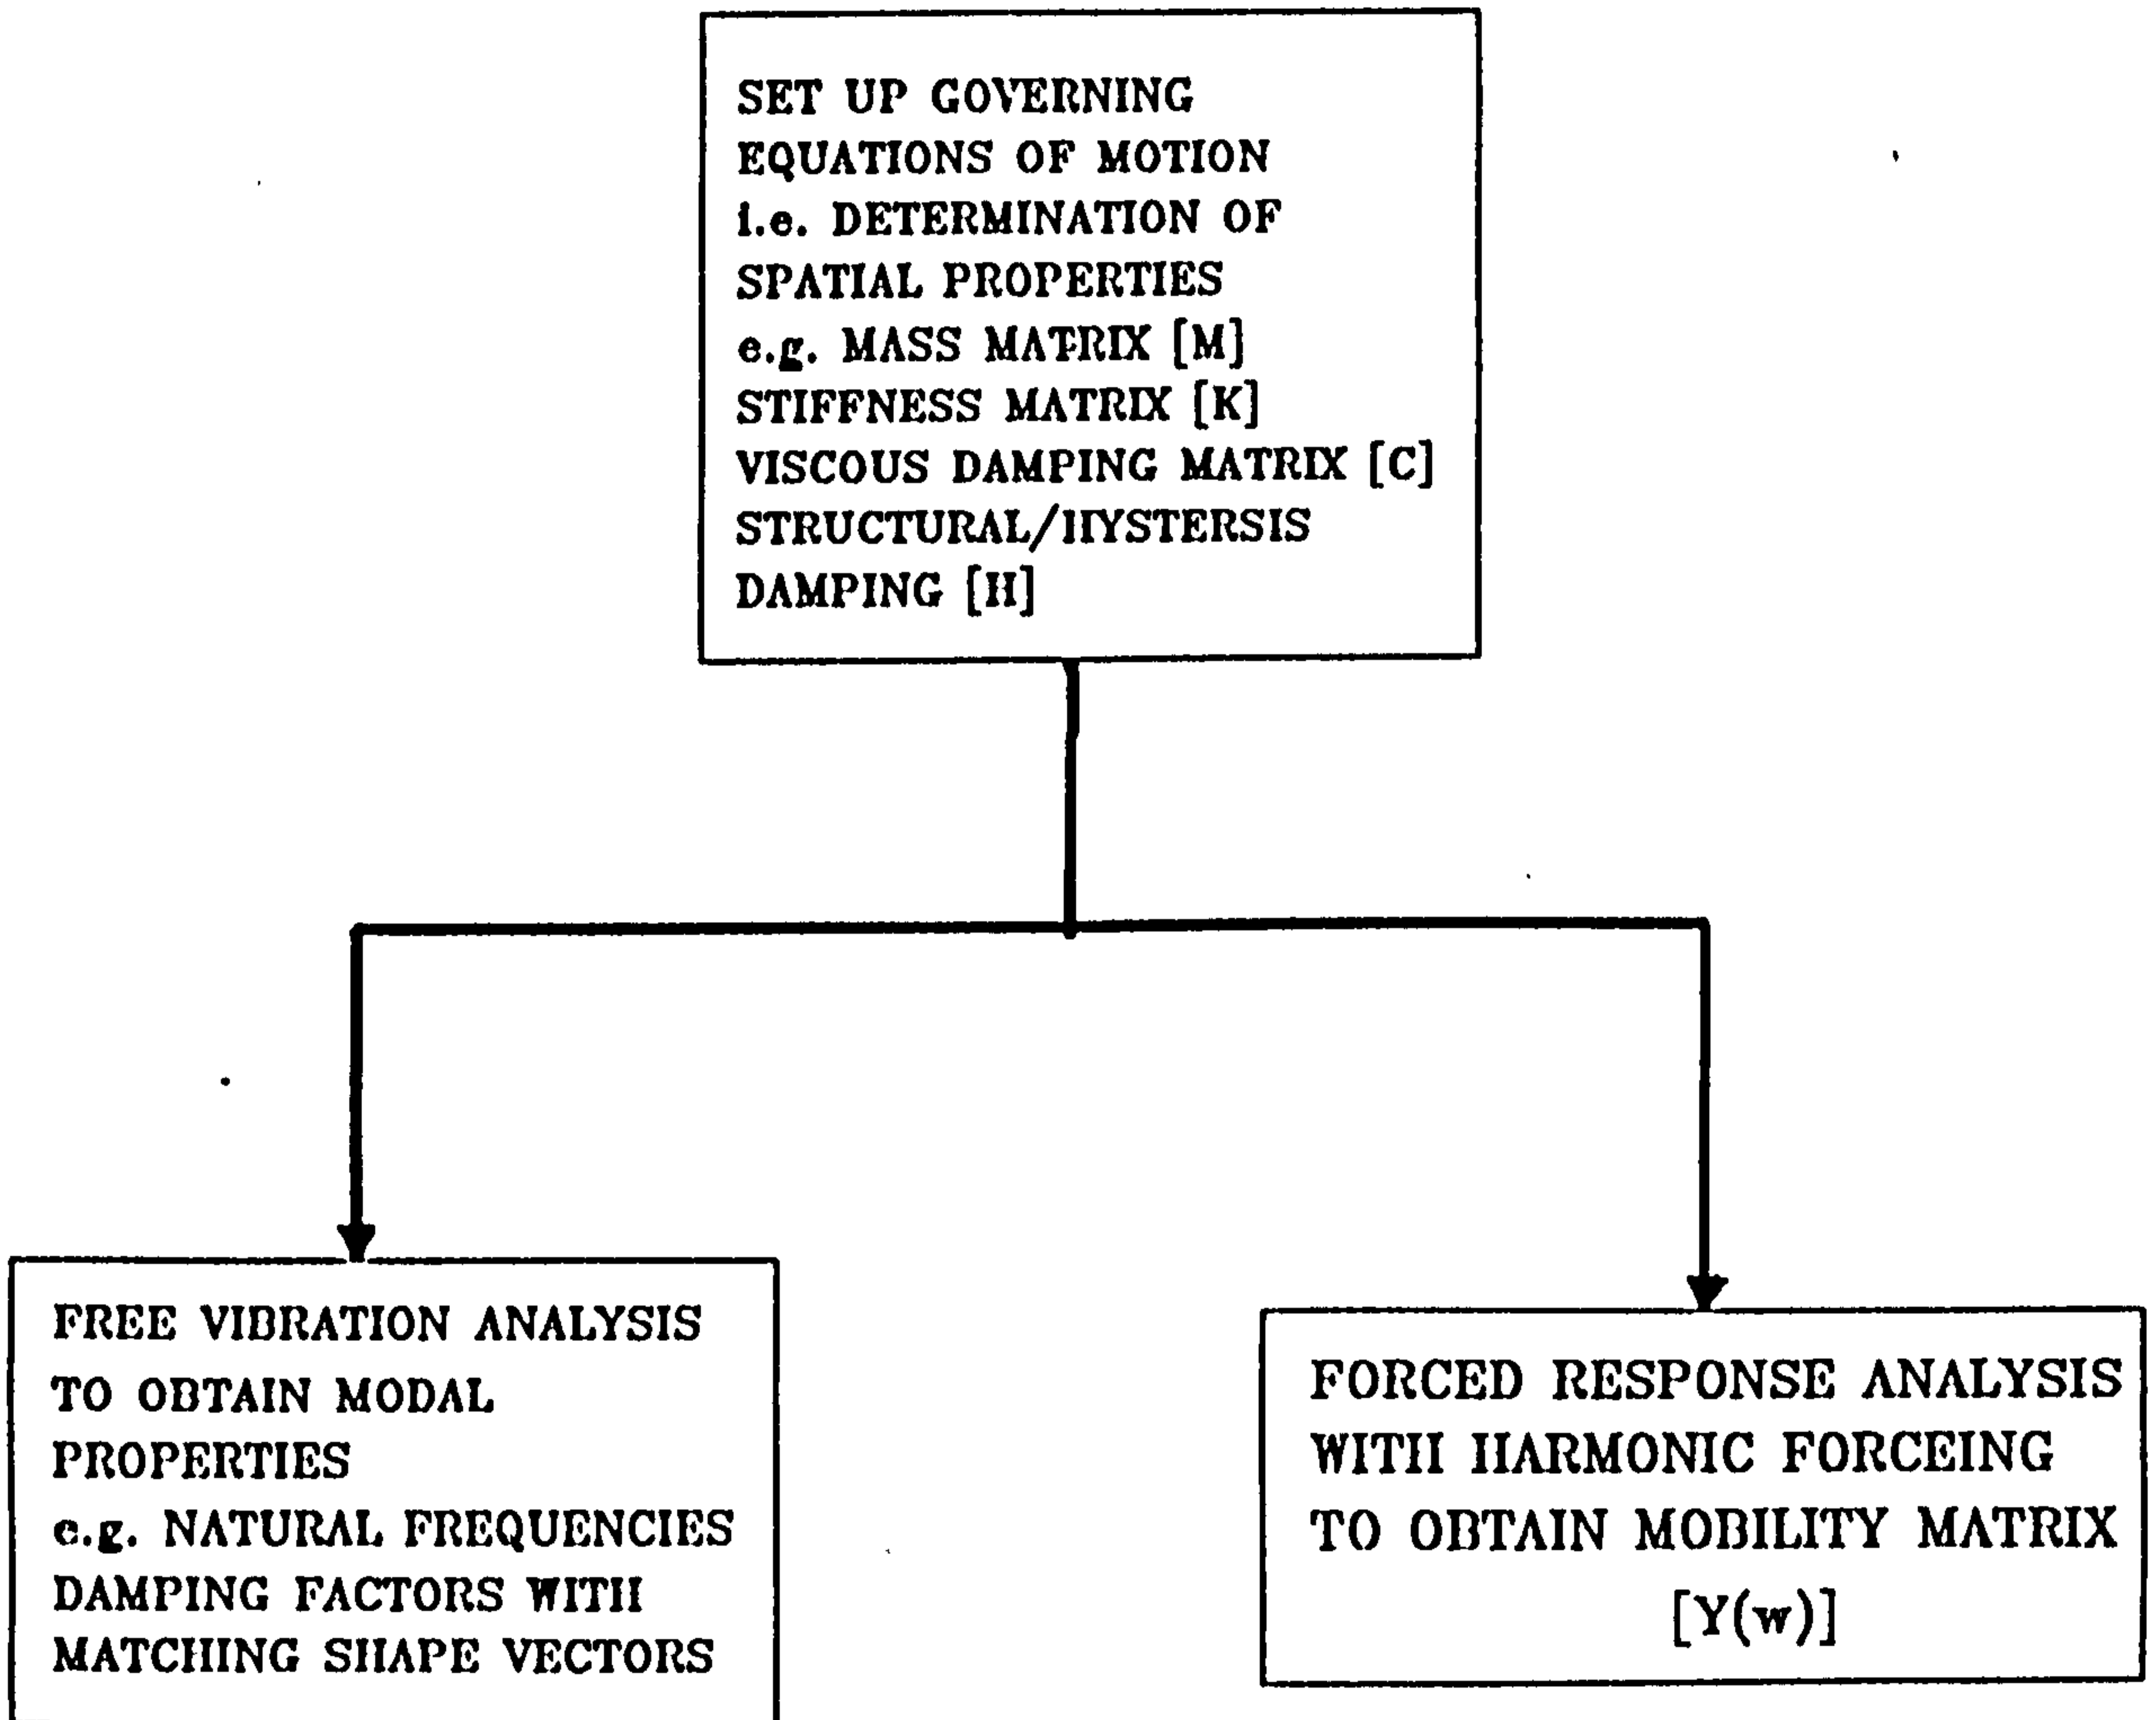 SET UP GOVERNING
EQUATIONS OF MOTION
i.e. DETERMINATION OF
SPATIAL PROPERTIES
e.g. MASS MATRIX [M]
STIFFNESS MATRIX [K]
VISCOUS DAMPING MATRIX [C]
STRUCTURAL/HYSTERSIS
DAMPING [H]
FREE VIBRATION ANALYSIS
TO OBTAIN MODAL
PROPERTIES
e.g. NATURAL FREQUENCIES
DAMPING FACTORS WITH
MATCHING SHAPE VECTORS
FORCED RESPONSE ANALYSIS
WITH HARMONIC FORCEING
TO OBTAIN MOBILITY MATRIX
[Y(w)]